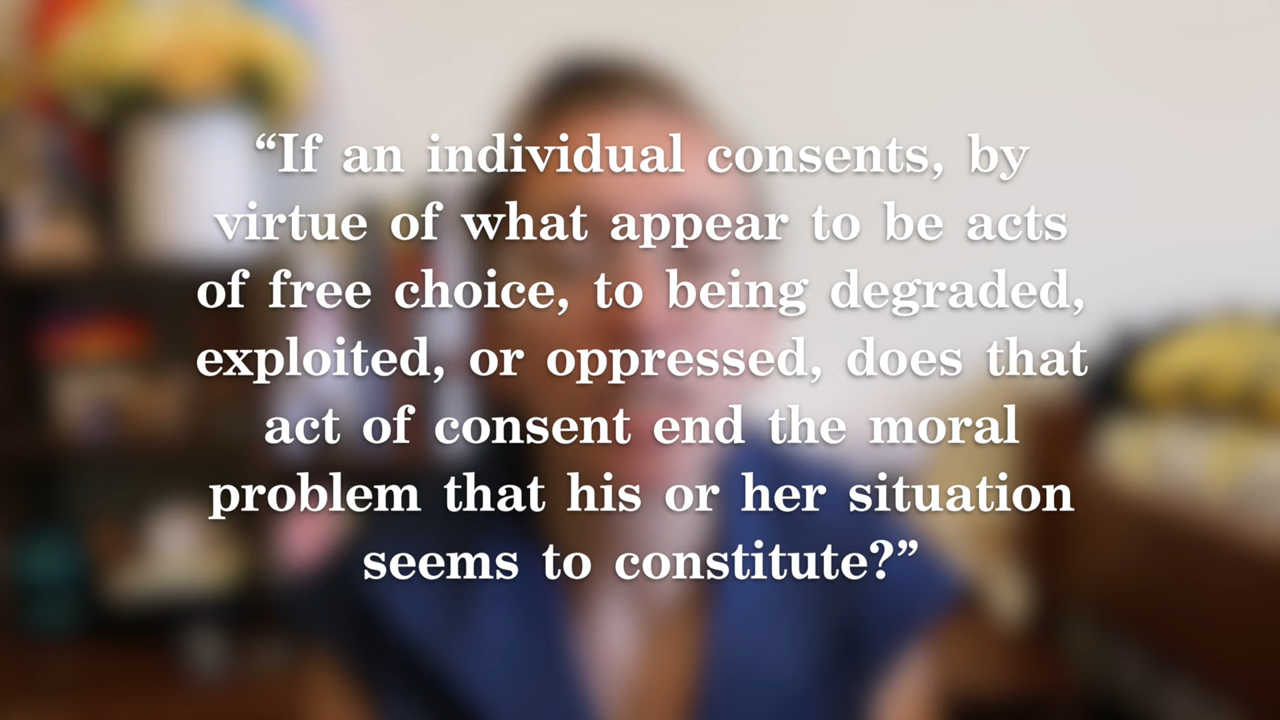 “If an individual consents, by
virtue of what appear to be acts
of free choice, to being degraded,
exploited, or oppressed, does that
act of consent end the moral
problem that his or her situation
seems to constitute?”